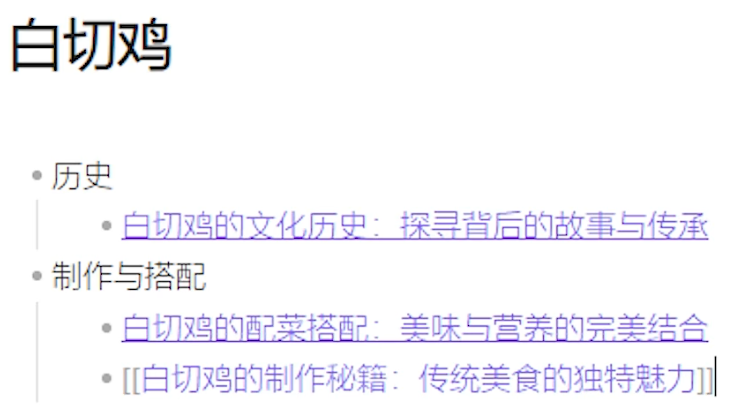 白切鸡
历史
白切鸡的文化历史：探寻背后的故事与传承
制作与搭配
白切鸡的配菜搭配：美味与营养的完美结合
[[白切鸡的制作秘籍：传统美食的独特魅力]]